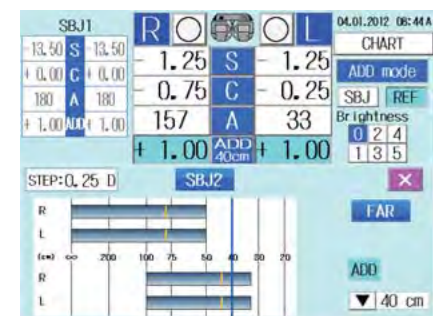 SBJ1 R L 04.01.2012 08:44A
CHART
- 13.50 S - 13.50 - 1.25 S - 1.25
ADD mode
+ 0.00 C + 0.00 - 0.75 C - 0.25
SBJ REF
180 A 180 157 A 33
Brightness
+ 1.00 ADD + 1.00 + 1.00 ADD 40cm + 1.00
0 2 4
1 3 5
STEP:0.25 D SBJ2 ×
R
FAR
L
(cm) ∞ 200 100 75 50 40 30 20
R
ADD
L
▼ 40 cm